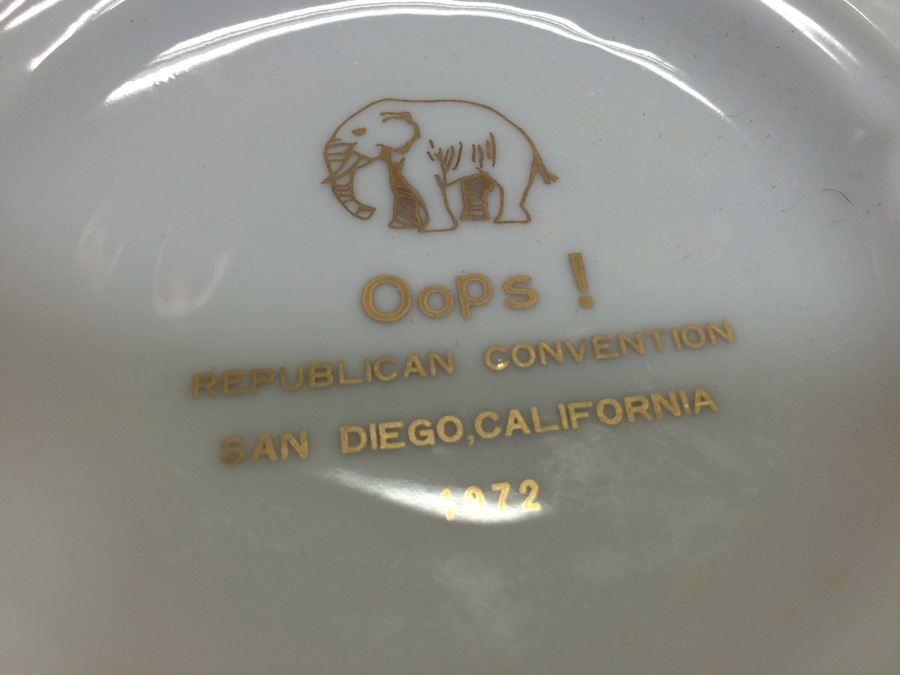 Oops !
REPUBLICAN CONVENTION
SAN DIEGO,CALIFORNIA
1972